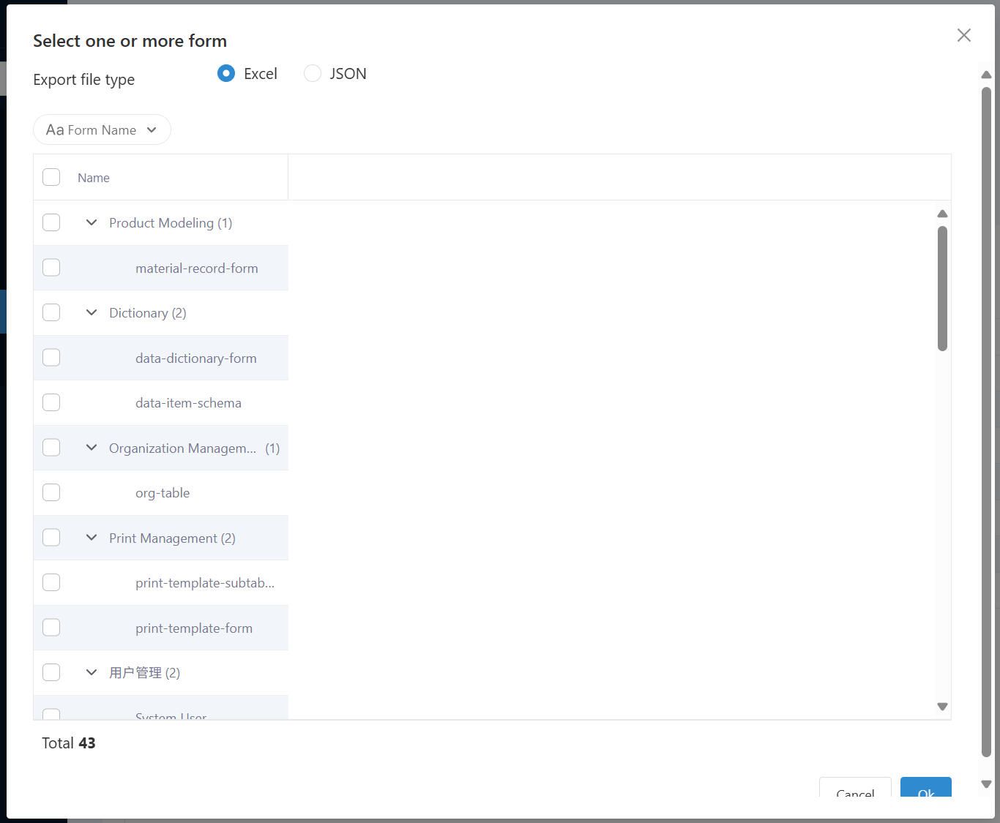 Select one or more form
Export file type
Excel
JSON
Aa Form Name
Name
Product Modeling (1)
material-record-form
Dictionary (2)
data-dictionary-form
data-item-schema
Organization Managem... (1)
org-table
Print Management (2)
print-template-subtab...
print-template-form
用户管理 (2)
System User
Total 43
Cancel
Ok